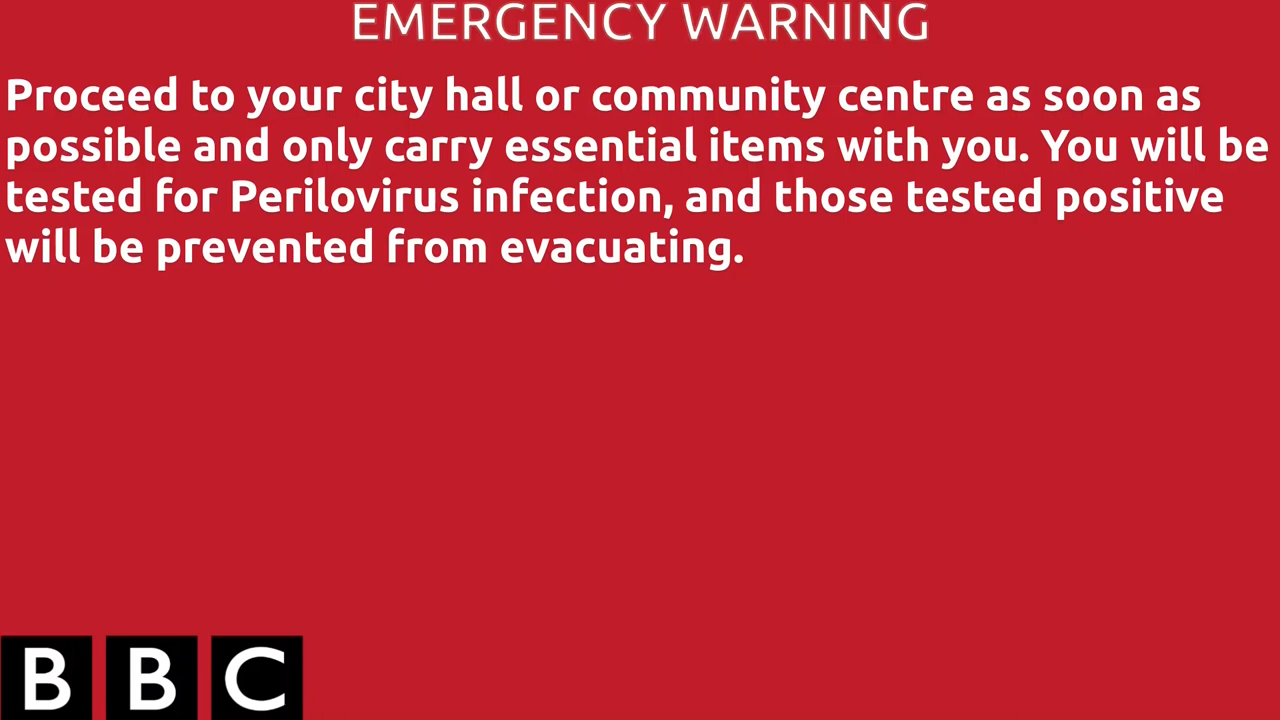 EMERGENCY WARNING
Proceed to your city hall or community centre as soon as
possible and only carry essential items with you. You will be
tested for Perilovirus infection, and those tested positive
will be prevented from evacuating.
BBC